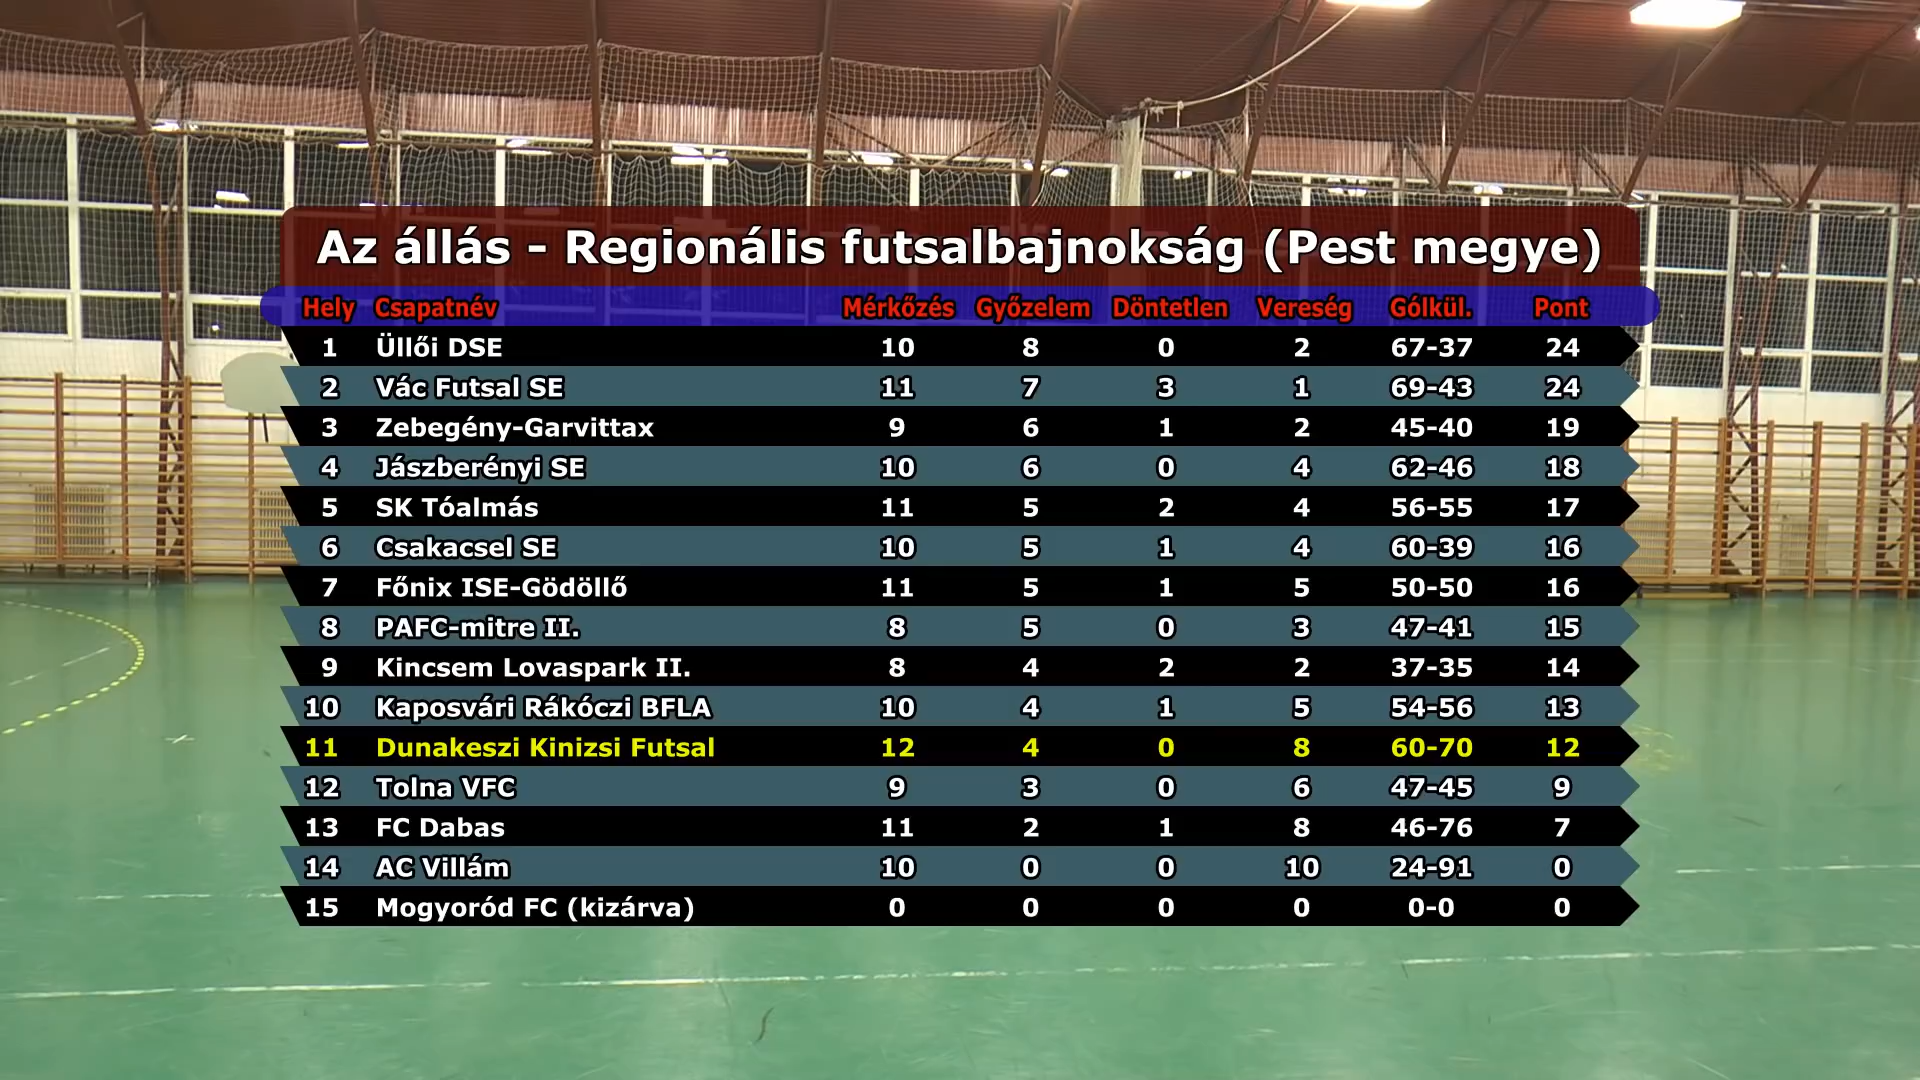 Az állás - Regionális futsalbajnokság (Pest megye)
Hely Csapatnév Mérkőzés Győzelem Döntetlen Vereség Gólkül. Pont
1 Üllői DSE 10 8 0 2 67-37 24
2 Vác Futsal SE 11 7 3 1 69-43 24
3 Zebegény-Garvittax 9 6 1 2 45-40 19
4 Jászberényi SE 10 6 0 4 62-46 18
5 SK Tóalmás 11 5 2 4 56-55 17
6 Csakacsel SE 10 5 1 4 60-39 16
7 Főnix ISE-Gödöllő 11 5 1 5 50-50 16
8 PAFC-mitre II. 8 5 0 3 47-41 15
9 Kincsem Lovaspark II. 8 4 2 2 37-35 14
10 Kaposvári Rákóczi BFLA 10 4 1 5 54-56 13
11 Dunakeszi Kinizsi Futsal 12 4 0 8 60-70 12
12 Tolna VFC 9 3 0 6 47-45 9
13 FC Dabas 11 2 1 8 46-76 7
14 AC Villám 10 0 0 10 24-91 0
15 Mogyoród FC (kizárva) 0 0 0 0 0-0 0